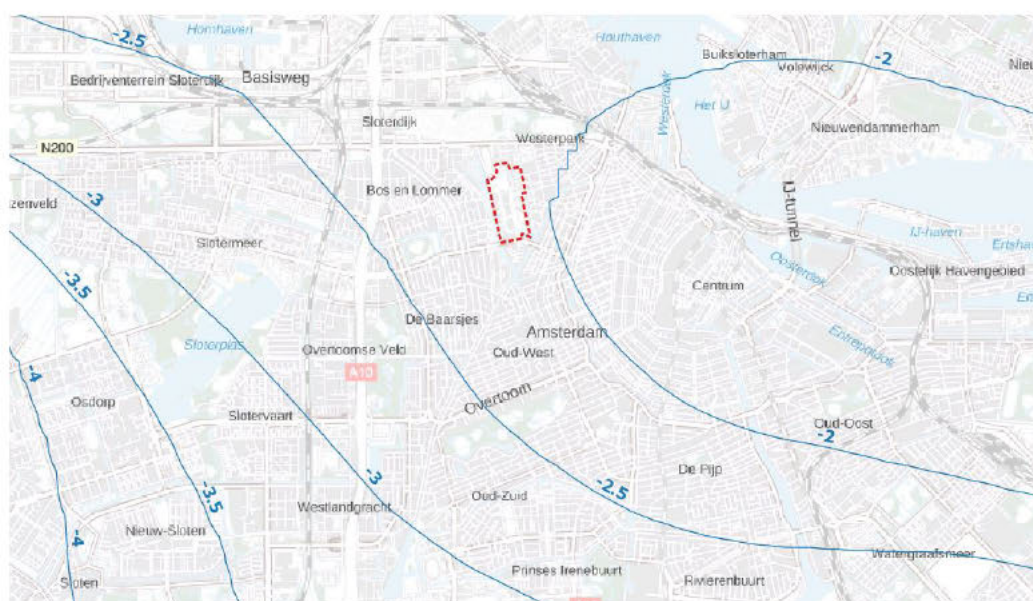 Hornhaven
-2.5
Houthaven
Buiksloterham
Volewijck
-2
Bedrijventerrein Sloterdijk
Basisweg
Het IJ
Sloterdijk
Westerpark
Nieuwendammerham
N200
Bos en Lommer
-3
zenveld
IJ-tunnel
Slotermeer
IJ-haven
-3.5
Oosterdok
Oostelijk Havengebied
Centrum
De Baarsjes
Amsterdam
Entrepotdok
Sloterplas
Overtoomse Veld
Oud-West
A10
-4
Osdorp
Overtoom
Slotervaart
Oud-Oost
-2
-3
De Pijp
-3.5
-2.5
Oud-Zuid
Westlandgracht
-4
Nieuw-Sloten
Watergraafsmeer
Sloten
Prinses Irenebuurt
Rivierenbuurt